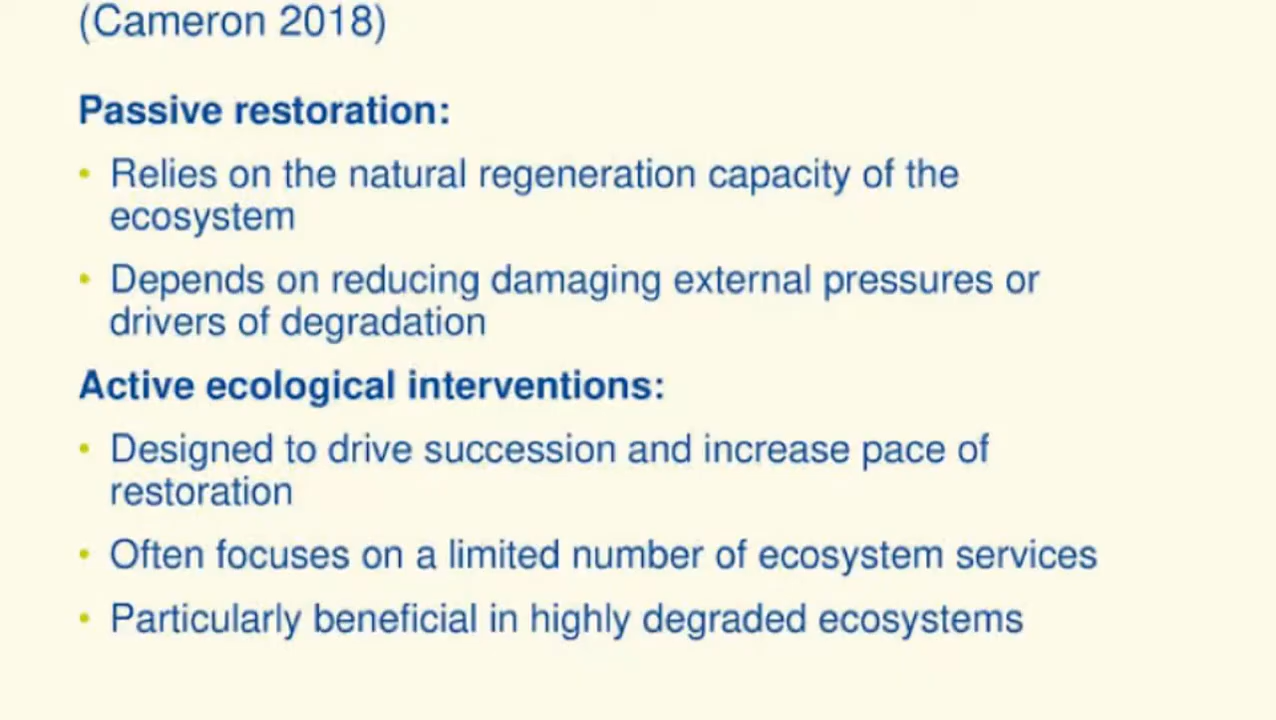 (Cameron 2018)
Passive restoration:
• Relies on the natural regeneration capacity of the
ecosystem
• Depends on reducing damaging external pressures or
drivers of degradation
Active ecological interventions:
• Designed to drive succession and increase pace of
restoration
• Often focuses on a limited number of ecosystem services
• Particularly beneficial in highly degraded ecosystems